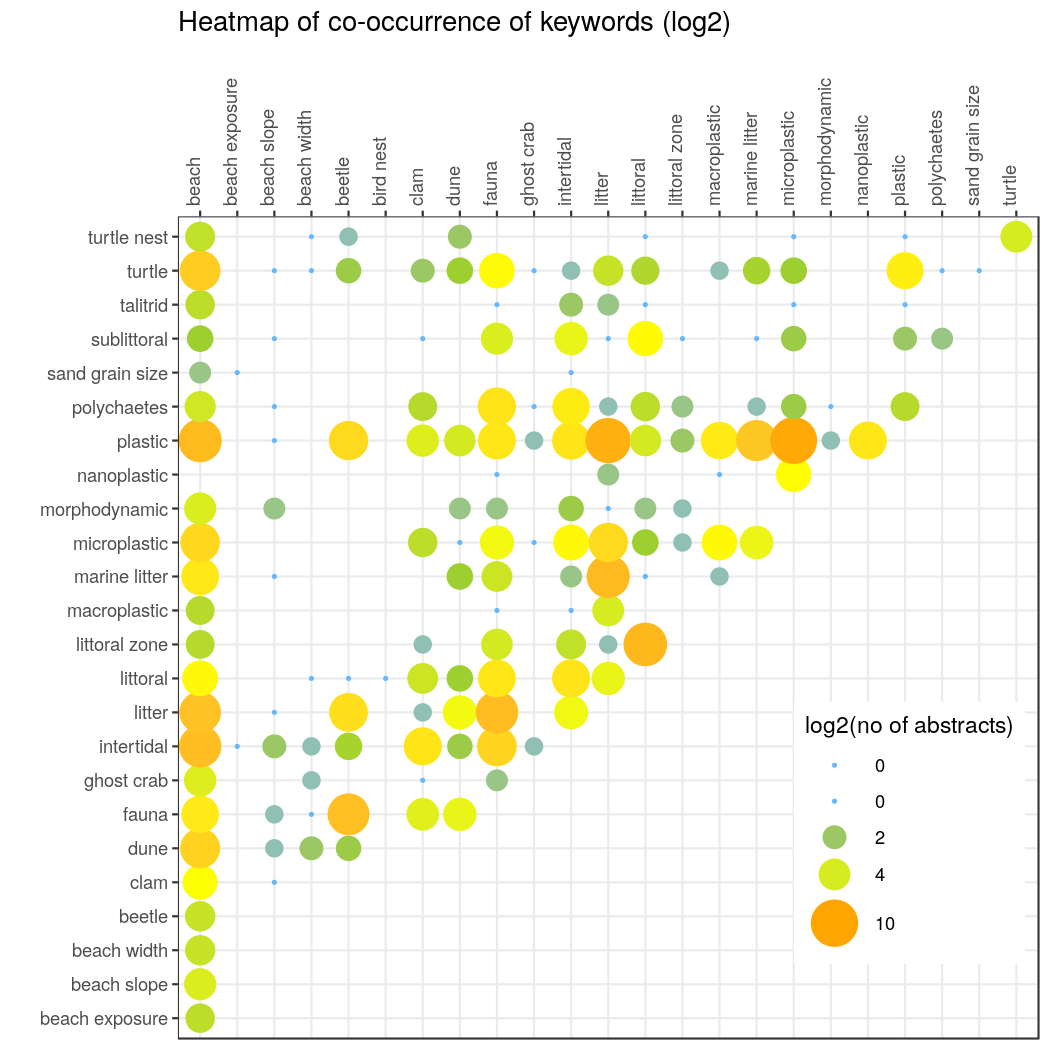 Heatmap of co-occurrence of keywords (log2)
beach
beach exposure
beach slope
beach width
beetle
bird nest
clam
dune
fauna
ghost crab
intertidal
litter
littoral
littoral zone
macroplastic
marine litter
microplastic
morphodynamic
nanoplastic
plastic
polychaetes
sand grain size
turtle
turtle nest
turtle
talitrid
sublittoral
sand grain size
polychaetes
plastic
nanoplastic
morphodynamic
microplastic
marine litter
macroplastic
littoral zone
littoral
litter
intertidal
ghost crab
fauna
dune
clam
beetle
beach width
beach slope
beach exposure
log2(no of abstracts)
0
0
2
4
10